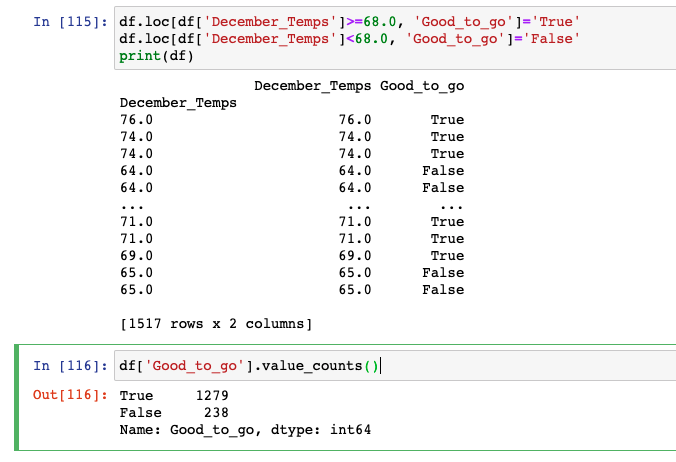 In [115]: df.loc[df['December_Temps']>=68.0, 'Good_to_go']='True'
df.loc[df['December_Temps']<68.0, 'Good_to_go']='False'
print(df)
December_Temps Good_to_go
December_Temps
76.0 76.0 True
74.0 74.0 True
74.0 74.0 True
64.0 64.0 False
64.0 64.0 False
... ... ...
71.0 71.0 True
71.0 71.0 True
69.0 69.0 True
65.0 65.0 False
65.0 65.0 False
[1517 rows x 2 columns]
In [116]: df['Good_to_go'].value_counts()
Out[116]: True 1279
False 238
Name: Good_to_go, dtype: int64